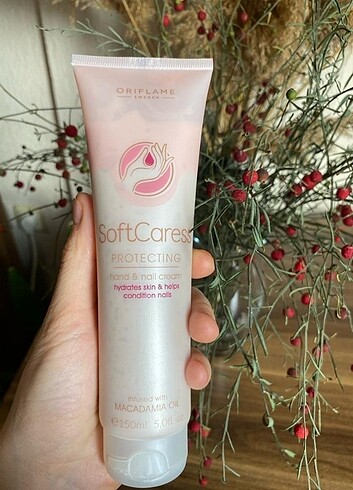 ORIFLAME
SWEDEN
SoftCaress
PROTECTING
hand & nail cream
hydrates skin & helps
condition nails
infused with
MACADAMIA OIL
℮150ml 5.0fl.